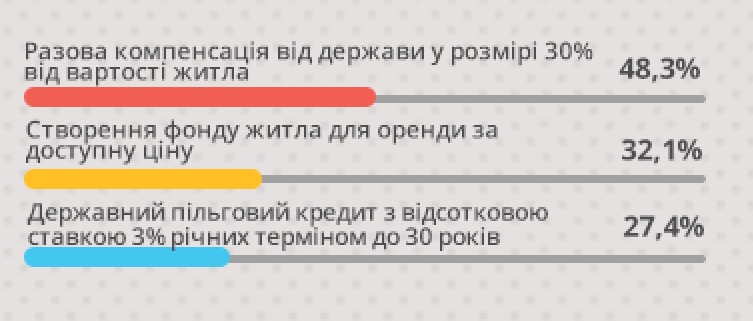 Разова компенсація від держави у розмірі 30%
від вартості житла
48,3%
Створення фонду житла для оренди за
доступну ціну
32,1%
Державний пільговий кредит з відсотковою
ставкою 3% річних терміном до 30 років
27,4%